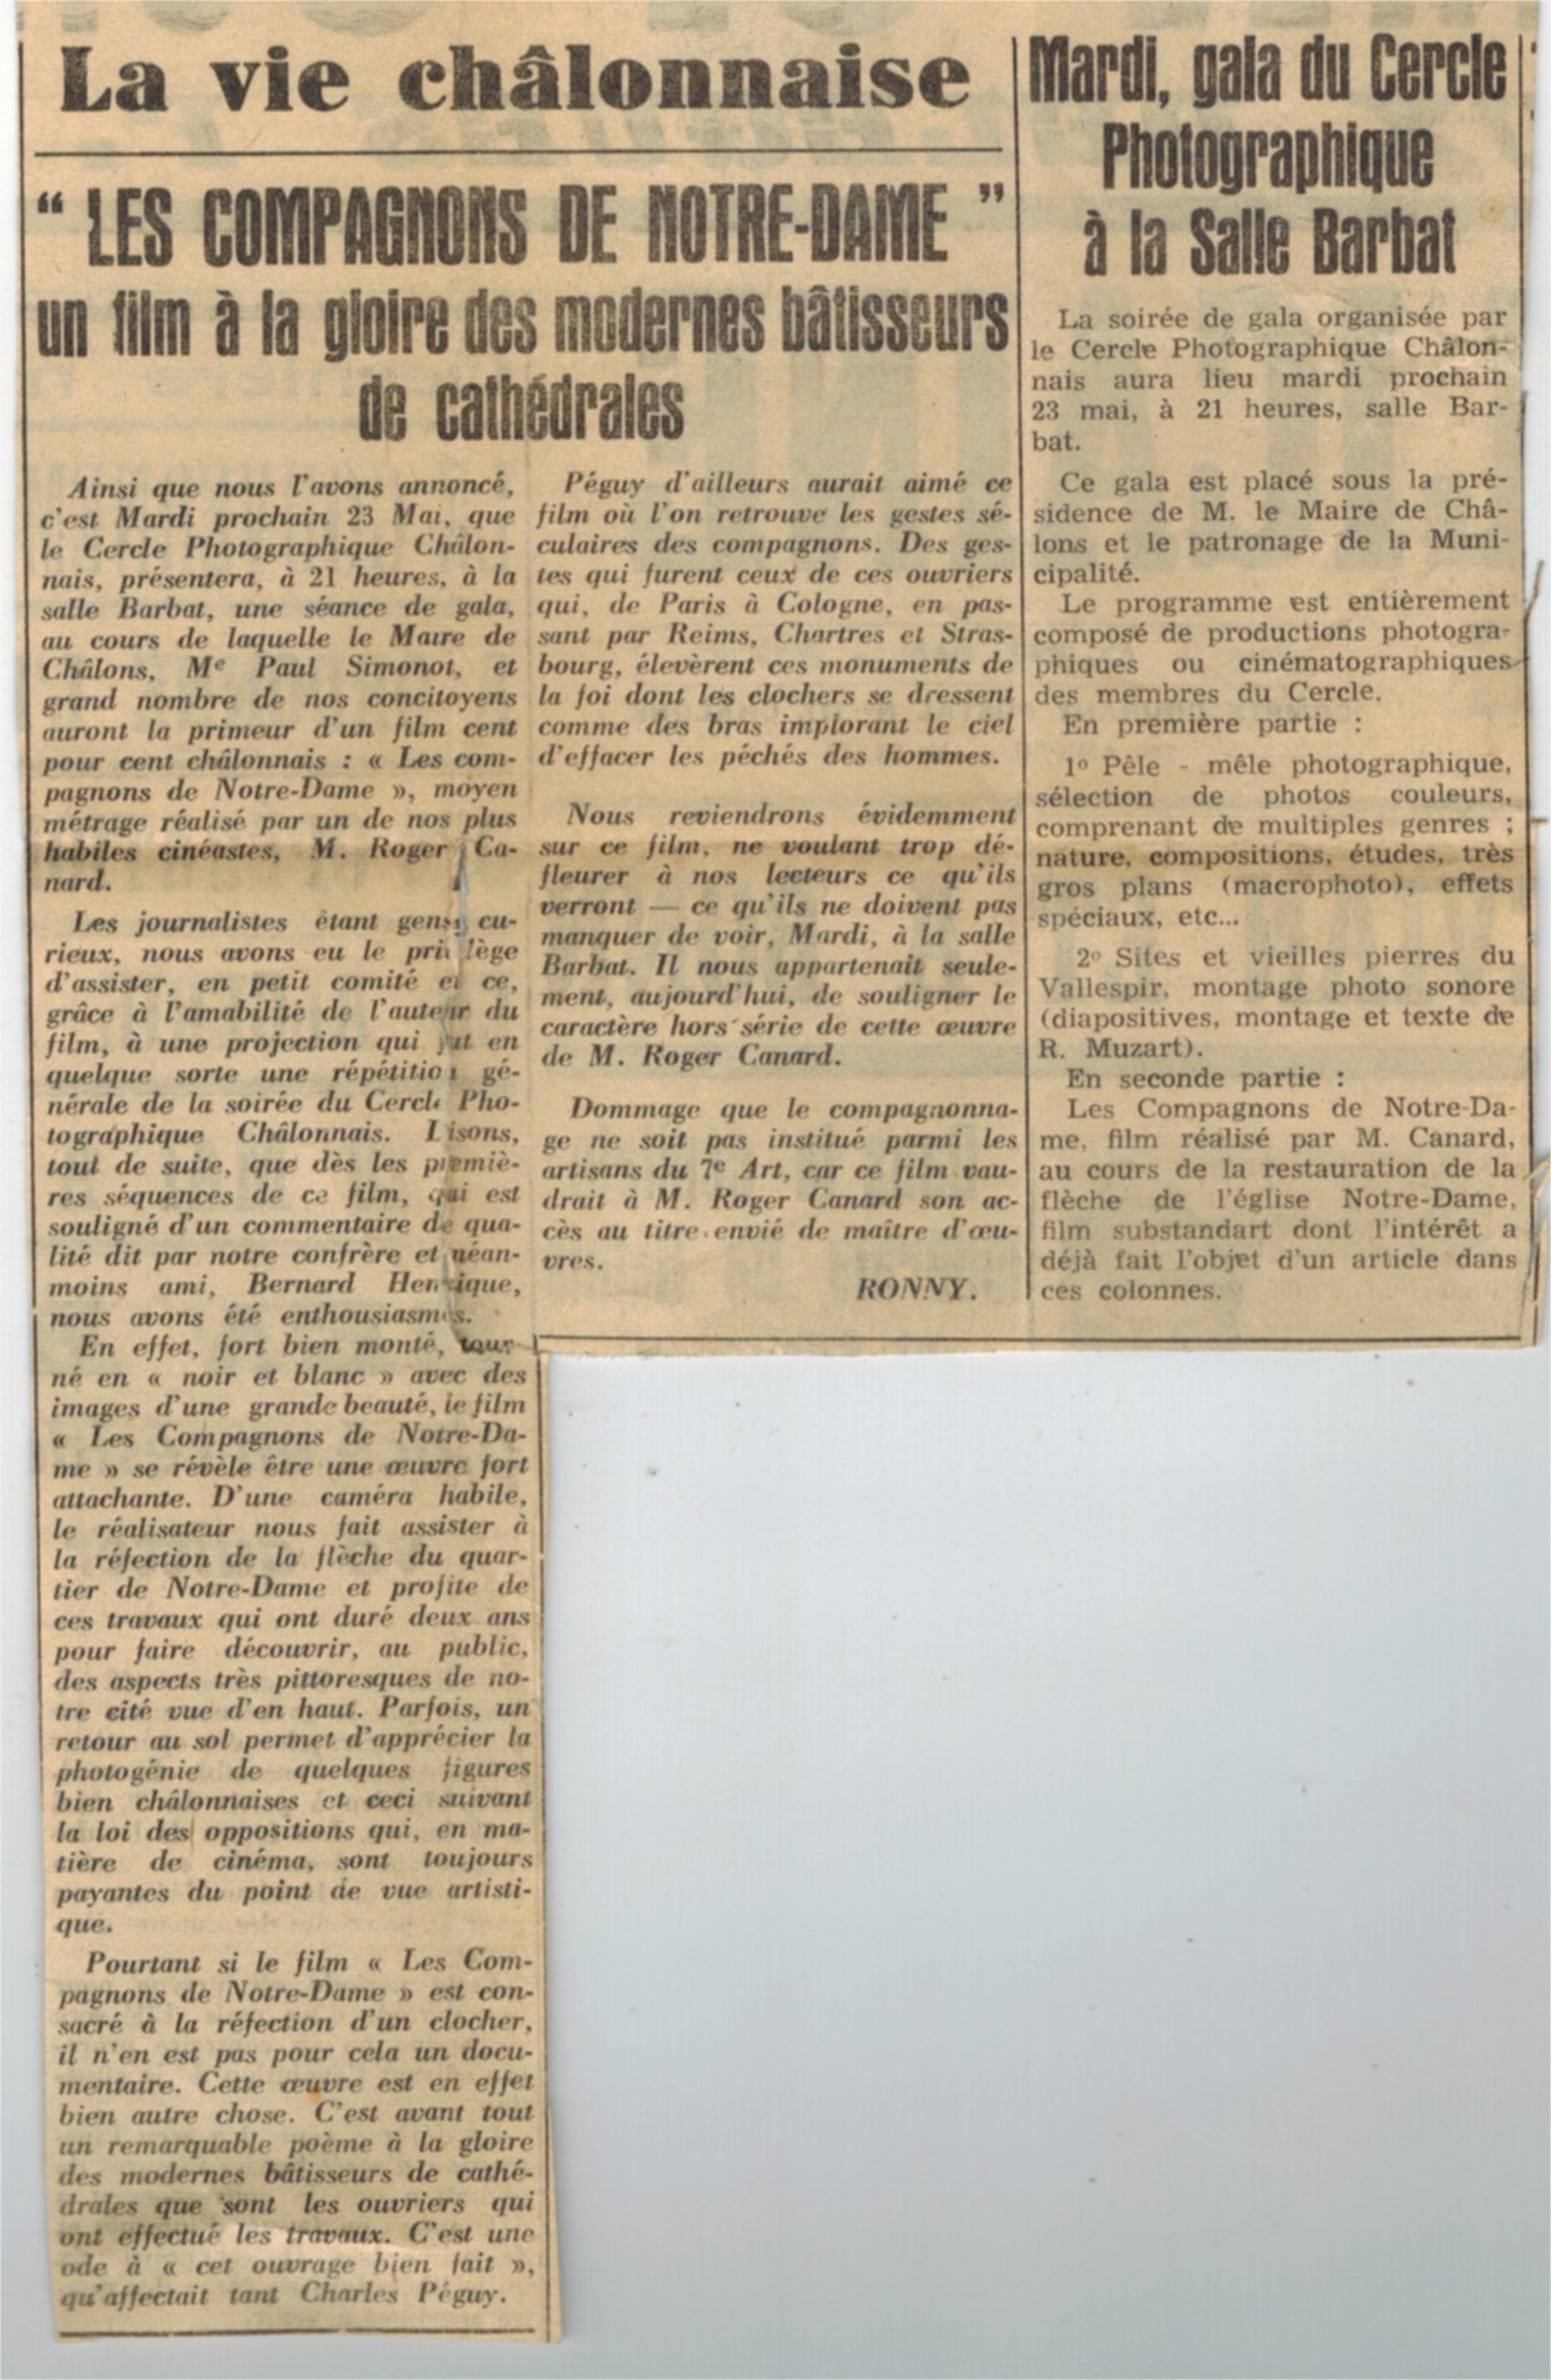 La vie châlonnaise
“ LES COMPAGNONS DE NOTRE-DAME ”
un film à la gloire des modernes bâtisseurs
de cathédrales
Ainsi que nous l'avons annoncé,
c'est Mardi prochain 23 Mai, que
le Cercle Photographique Châlon-
nais, présentera, à 21 heures, à la
salle Barbat, une séance de gala,
au cours de laquelle le Maire de
Châlons, Me Paul Simonot, et
grand nombre de nos concitoyens
auront la primeur d'un film cent
pour cent châlonnais : « Les com-
pagnons de Notre-Dame », moyen
métrage réalisé par un de nos plus
habiles cinéastes, M. Roger Ca-
nard.
Les journalistes étant gens cu-
rieux, nous avons eu le privilège
d'assister, en petit comité et ce,
grâce à l'amabilité de l'auteur du
film, à une projection qui fut en
quelque sorte une répétition gé-
nérale de la soirée du Cercle Pho-
tographique Châlonnais. Disons,
tout de suite, que dès les premiè-
res séquences de ce film, qui est
souligné d'un commentaire de qua-
lité dit par notre confrère et néan-
moins ami, Bernard Henrique,
nous avons été enthousiasmés.
En effet, fort bien monté, tour-
né en « noir et blanc » avec des
images d'une grande beauté, le film
« Les Compagnons de Notre-Da-
me » se révèle être une œuvre fort
attachante. D'une caméra habile,
le réalisateur nous fait assister à
la réfection de la flèche du quar-
tier de Notre-Dame et profite de
ces travaux qui ont duré deux ans
pour faire découvrir, au public,
des aspects très pittoresques de no-
tre cité vue d'en haut. Parfois, un
retour au sol permet d'apprécier la
photogénie de quelques figures
bien châlonnaises et ceci suivant
la loi des oppositions qui, en ma-
tière de cinéma, sont toujours
payantes du point de vue artisti-
que.
Pourtant si le film « Les Com-
pagnons de Notre-Dame » est con-
sacré à la réfection d'un clocher,
il n'en est pas pour cela un docu-
mentaire. Cette œuvre est en effet
bien autre chose. C'est avant tout
un remarquable poème à la gloire
des modernes bâtisseurs de cathé-
drales que sont les ouvriers qui
ont effectué les travaux. C'est une
ode à « cet ouvrage bien fait »,
qu'affectait tant Charles Péguy.
Péguy d'ailleurs aurait aimé ce
film où l'on retrouve les gestes sé-
culaires des compagnons. Des ges-
tes qui furent ceux de ces ouvriers
qui, de Paris à Cologne, en pas-
sant par Reims, Chartres et Stras-
bourg, élevèrent ces monuments de
la foi dont les clochers se dressent
comme des bras implorant le ciel
d'effacer les péchés des hommes.
Nous reviendrons évidemment
sur ce film, ne voulant trop dé-
fleurer à nos lecteurs ce qu'ils
verront — ce qu'ils ne doivent pas
manquer de voir, Mardi, à la salle
Barbat. Il nous appartenait seule-
ment, aujourd'hui, de souligner le
caractère hors série de cette œuvre
de M. Roger Canard.
Dommage que le compagnonna-
ge ne soit pas institué parmi les
artisans du 7e Art, car ce film vau-
drait à M. Roger Canard son ac-
cès au titre envié de maître d'œu-
vres.
RONNY.
Mardi, gala du Cercle
Photographique
à la Salle Barbat
La soirée de gala organisée par
le Cercle Photographique Châlon-
nais aura lieu mardi prochain
23 mai, à 21 heures, salle Bar-
bat.
Ce gala est placé sous la pré-
sidence de M. le Maire de Châ-
lons et le patronage de la Muni-
cipalité.
Le programme est entièrement
composé de productions photogra-
phiques ou cinématographiques
des membres du Cercle.
En première partie :
1o Pêle - mêle photographique,
sélection de photos couleurs,
comprenant de multiples genres ;
nature, compositions, études, très
gros plans (macrophoto), effets
spéciaux, etc...
2o Sites et vieilles pierres du
Vallespir, montage photo sonore
(diapositives, montage et texte de
R. Muzart).
En seconde partie :
Les Compagnons de Notre-Da-
me, film réalisé par M. Canard,
au cours de la restauration de la
flèche de l'église Notre-Dame,
film substandart dont l'intérêt a
déjà fait l'objet d'un article dans
ces colonnes.